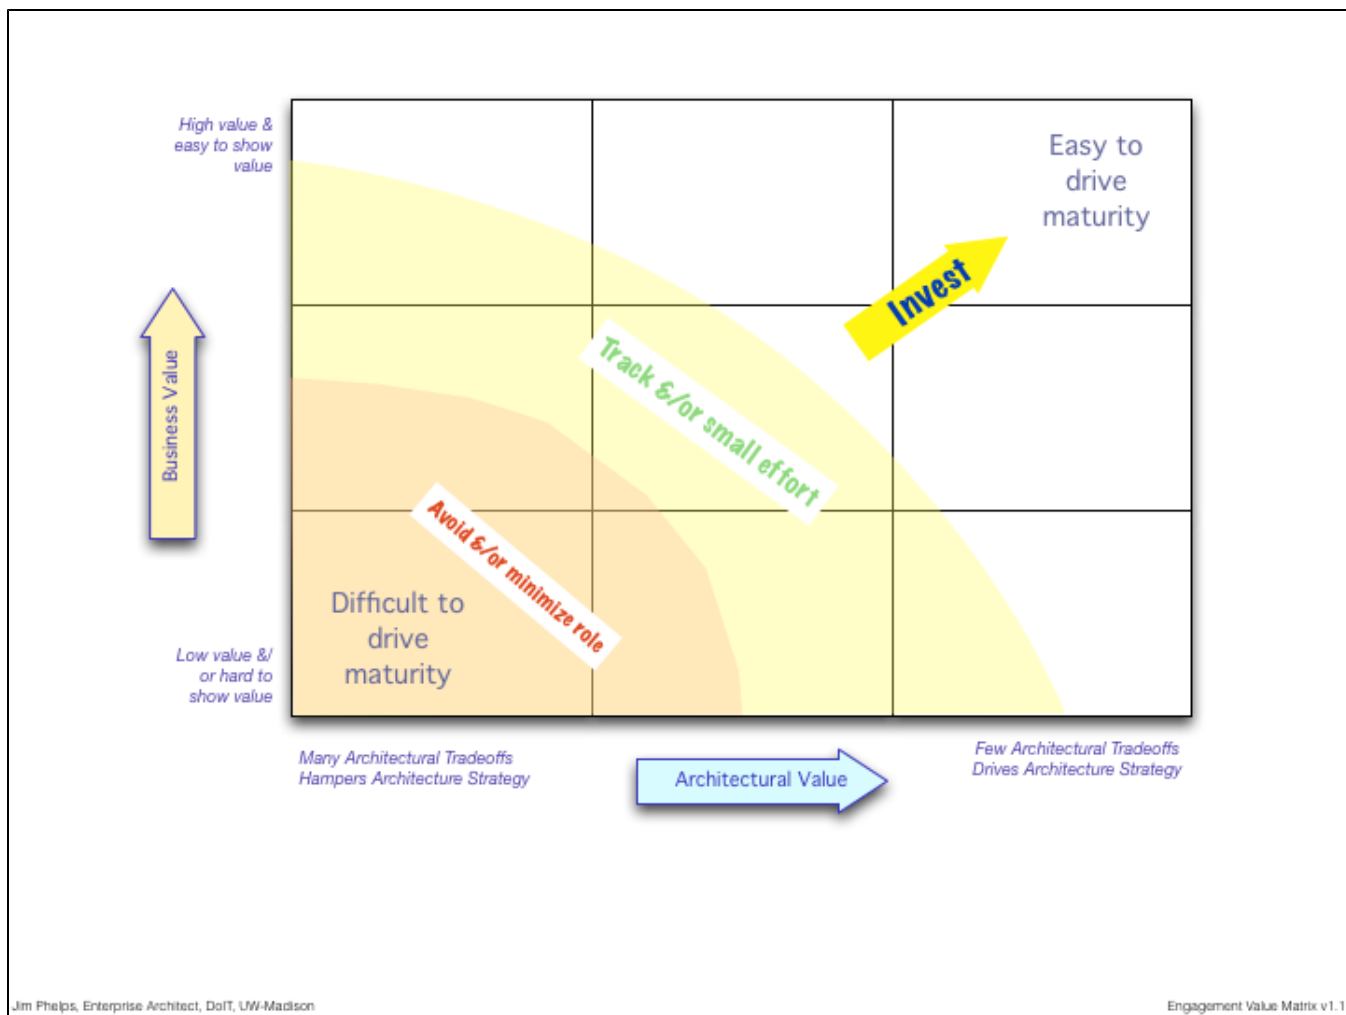 High value &
easy to show
value
Easy to
drive
maturity
Invest
Business Value
Track &/or small effort
Avoid &/or minimize role
Difficult to
drive
maturity
Low value &/
or hard to
show value
Many Architectural Tradeoffs
Hampers Architecture Strategy
Architectural Value
Few Architectural Tradeoffs
Drives Architecture Strategy
Jim Phelps, Enterprise Architect, DoIT, UW-Madison
Engagement Value Matrix v1.1